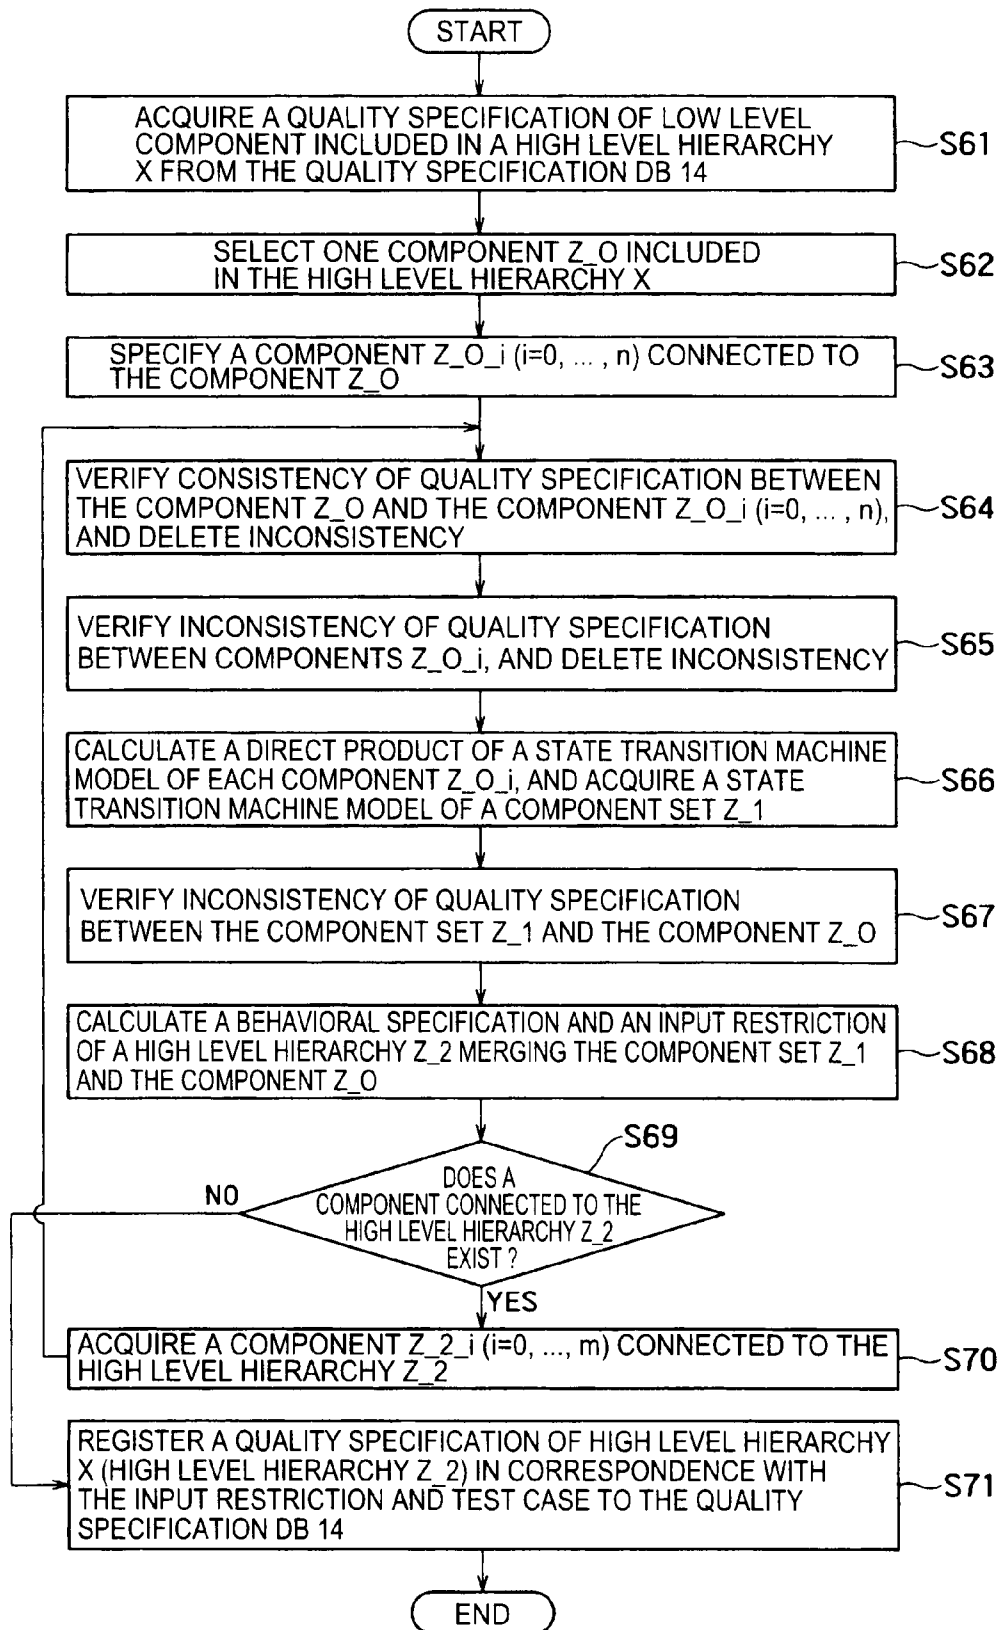 START
ACQUIRE A QUALITY SPECIFICATION OF LOW LEVEL
COMPONENT INCLUDED IN A HIGH LEVEL HIERARCHY
X FROM THE QUALITY SPECIFICATION DB 14
S61
SELECT ONE COMPONENT Z_O INCLUDED
IN THE HIGH LEVEL HIERARCHY X
S62
SPECIFY A COMPONENT Z_O_i (i=0, ... , n) CONNECTED TO
THE COMPONENT Z_O
S63
VERIFY CONSISTENCY OF QUALITY SPECIFICATION BETWEEN
THE COMPONENT Z_O AND THE COMPONENT Z_O_i (i=0, ... , n),
AND DELETE INCONSISTENCY
S64
VERIFY INCONSISTENCY OF QUALITY SPECIFICATION
BETWEEN COMPONENTS Z_O_i, AND DELETE INCONSISTENCY
S65
CALCULATE A DIRECT PRODUCT OF A STATE TRANSITION MACHINE
MODEL OF EACH COMPONENT Z_O_i, AND ACQUIRE A STATE
TRANSITION MACHINE MODEL OF A COMPONENT SET Z_1
S66
VERIFY INCONSISTENCY OF QUALITY SPECIFICATION
BETWEEN THE COMPONENT SET Z_1 AND THE COMPONENT Z_O
S67
CALCULATE A BEHAVIORAL SPECIFICATION AND AN INPUT RESTRICTION
OF A HIGH LEVEL HIERARCHY Z_2 MERGING THE COMPONENT SET Z_1
AND THE COMPONENT Z_O
S68
S69
DOES A
COMPONENT CONNECTED TO THE
HIGH LEVEL HIERARCHY Z_2
EXIST ?
NO
YES
ACQUIRE A COMPONENT Z_2_i (i=0, ..., m) CONNECTED TO THE
HIGH LEVEL HIERARCHY Z_2
S70
REGISTER A QUALITY SPECIFICATION OF HIGH LEVEL HIERARCHY
X (HIGH LEVEL HIERARCHY Z_2) IN CORRESPONDENCE WITH
THE INPUT RESTRICTION AND TEST CASE TO THE QUALITY
SPECIFICATION DB 14
S71
END